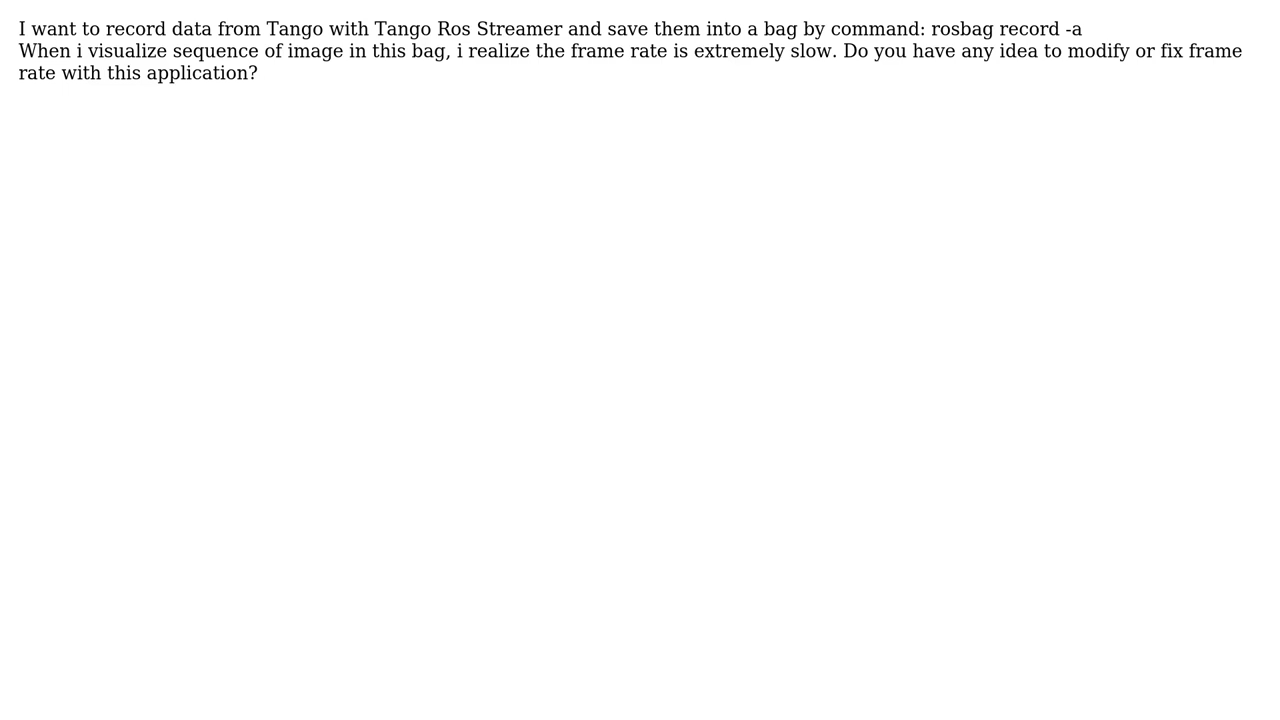 I want to record data from Tango with Tango Ros Streamer and save them into a bag by command: rosbag record -a
When i visualize sequence of image in this bag, i realize the frame rate is extremely slow. Do you have any idea to modify or fix frame
rate with this application?